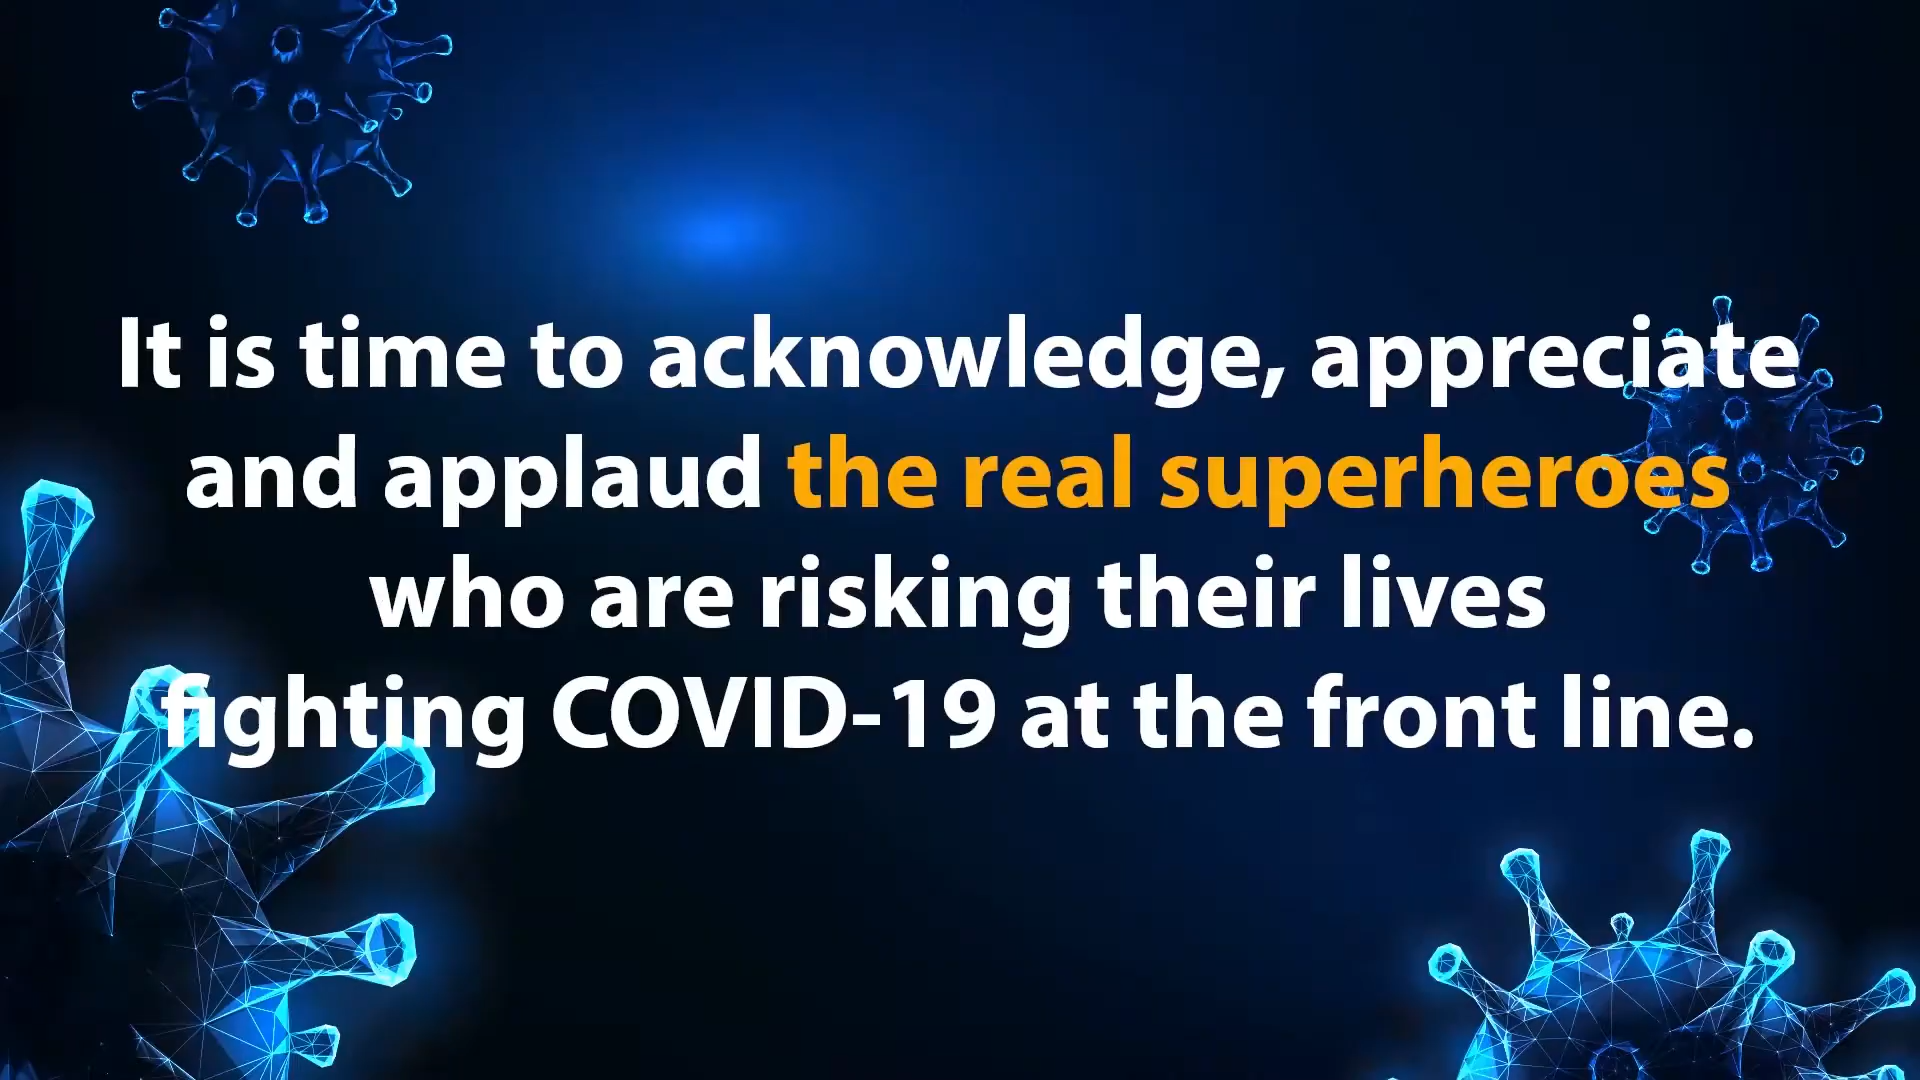 It is time to acknowledge, appreciate
and applaud the real superheroes
who are risking their lives
fighting COVID-19 at the front line.